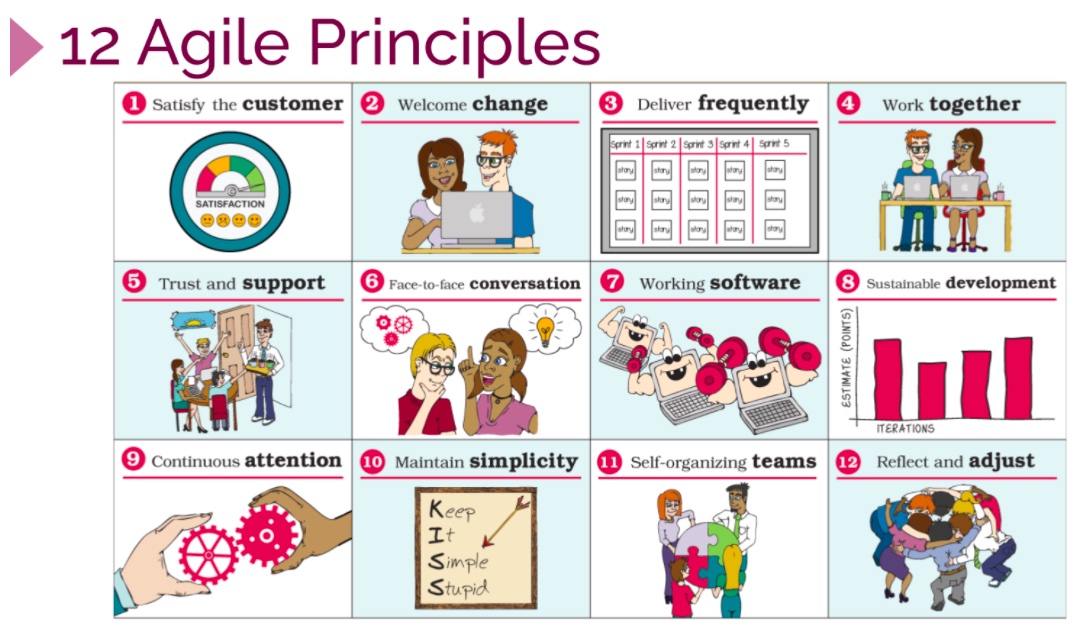 12 Agile Principles
1 Satisfy the customer
2 Welcome change
3 Deliver frequently
4 Work together
SATISFACTION
Sprint 1 Sprint 2 Sprint 3 Sprint 4 Sprint 5
story story story story story
story story story story story
story story story story story
5 Trust and support
6 Face-to-face conversation
7 Working software
8 Sustainable development
ESTIMATE (POINTS)
ITERATIONS
9 Continuous attention
10 Maintain simplicity
11 Self-organizing teams
12 Reflect and adjust
Keep
It
Simple
Stupid